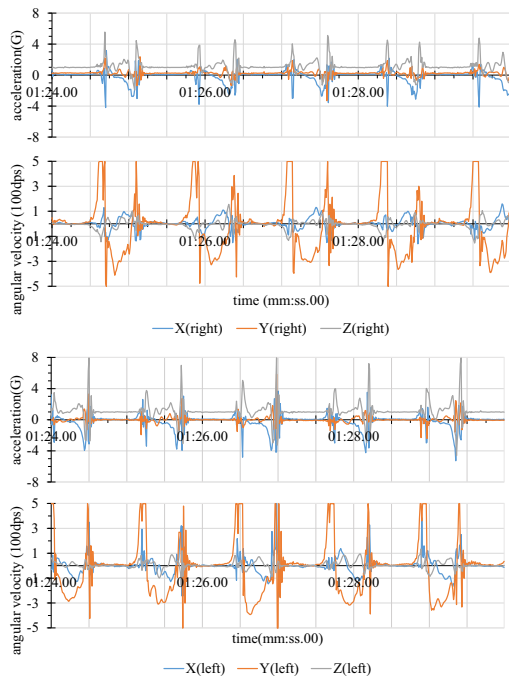 acceleration(G)
8
4
0
-4
-8
01:24.00
01:26.00
01:28.00
angular velocity (100dps)
5
3
1
-1
-3
-5
01:24.00
01:26.00
01:28.00
time (mm:ss.00)
X(right)
Y(right)
Z(right)
acceleration(G)
8
4
0
-4
-8
01:24.00
01:26.00
01:28.00
angular velocity (100dps)
5
3
1
-1
-3
-5
01:24.00
01:26.00
01:28.00
time(mm:ss.00)
X(left)
Y(left)
Z(left)